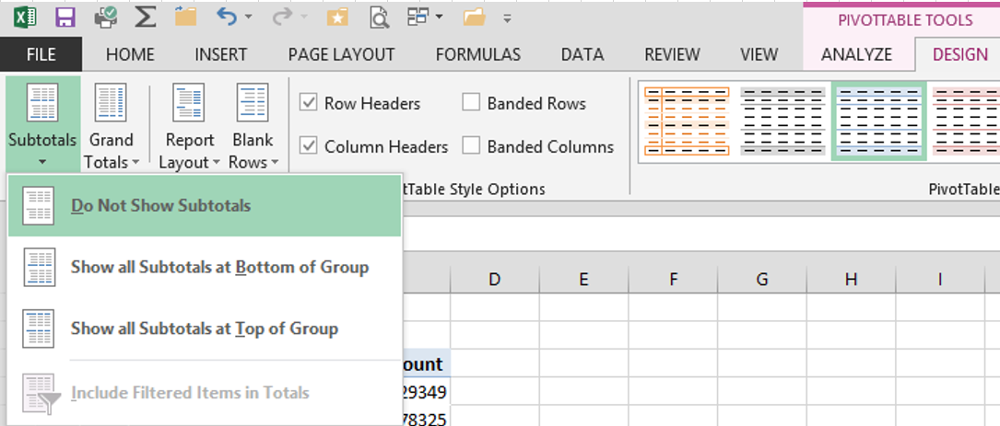 PIVOTTABLE TOOLS
FILE HOME INSERT PAGE LAYOUT FORMULAS DATA REVIEW VIEW ANALYZE DESIGN
Row Headers Banded Rows
Subtotals Grand Totals Report Layout Blank Rows
Column Headers Banded Columns
tTable Style Options PivotTable
Do Not Show Subtotals
Show all Subtotals at Bottom of Group
D E F G H I
Show all Subtotals at Top of Group
ount
Include Filtered Items in Totals
29349
78325